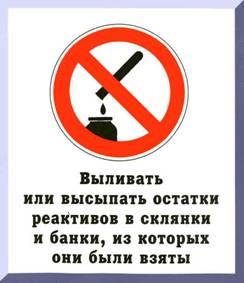 Выливать
или высыпать остатки
реактивов в склянки
и банки, из которых
они были взяты